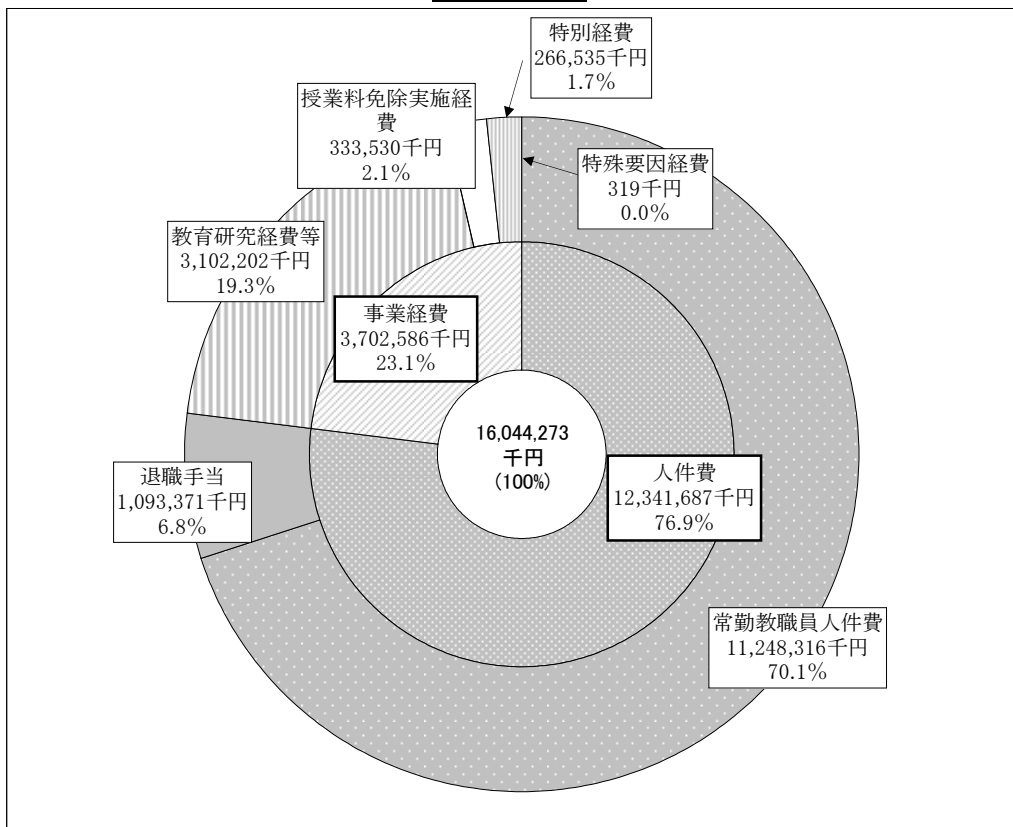 特別経費
266,535千円
1.7%
授業料免除実施経
費
333,530千円
2.1%
特殊要因経費
319千円
0.0%
教育研究経費等
3,102,202千円
19.3%
事業経費
3,702,586千円
23.1%
16,044,273
千円
(100%)
退職手当
1,093,371千円
6.8%
人件費
12,341,687千円
76.9%
常勤教職員人件費
11,248,316千円
70.1%